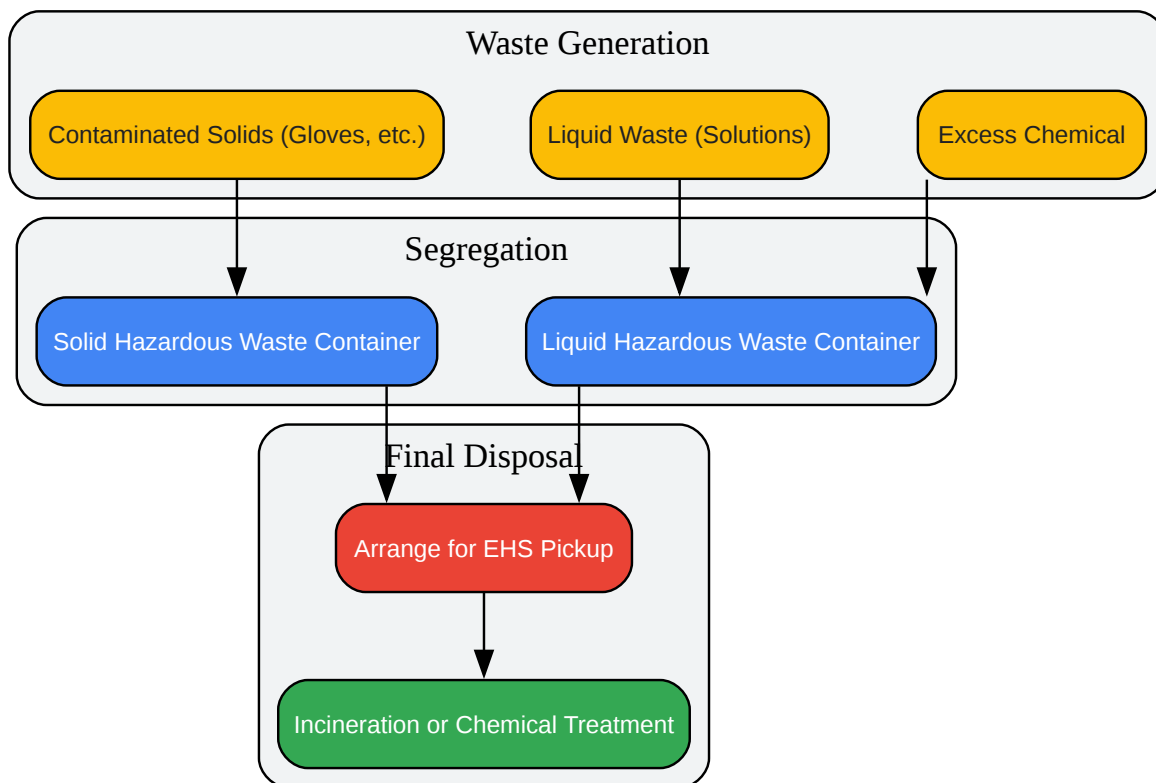 Waste Generation
Contaminated Solids (Gloves, etc.)
Liquid Waste (Solutions)
Excess Chemical
Segregation
Solid Hazardous Waste Container
Liquid Hazardous Waste Container
Final Disposal
Arrange for EHS Pickup
Incineration or Chemical Treatment